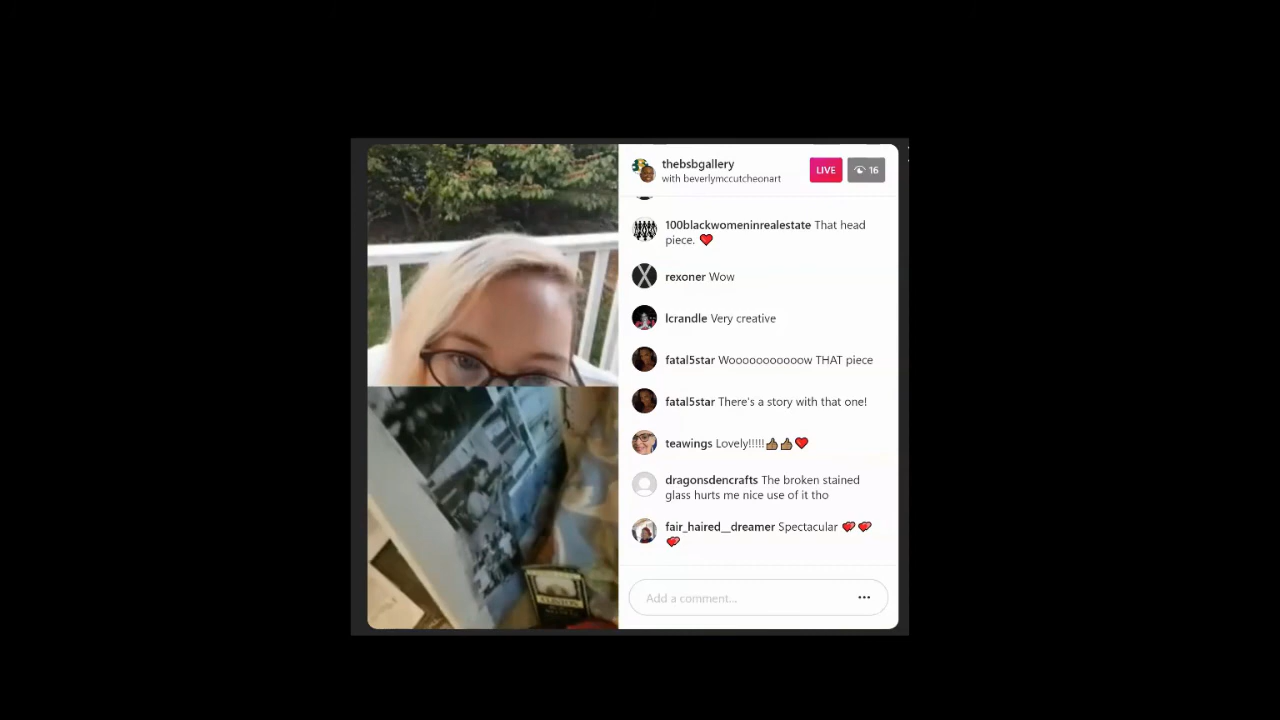 thebsbgallery
with beverlymccutcheonart
LIVE
16
100blackwomeninrealestate That head
piece. ❤️
rexoner Wow
lcrandle Very creative
fatal5star Wooooooooooow THAT piece
fatal5star There's a story with that one!
teawings Lovely!!!!!👍🏽👍🏽❤️
dragonsdencrafts The broken stained
glass hurts me nice use of it tho
fair_haired__dreamer Spectacular 💕💕
💕
Add a comment...